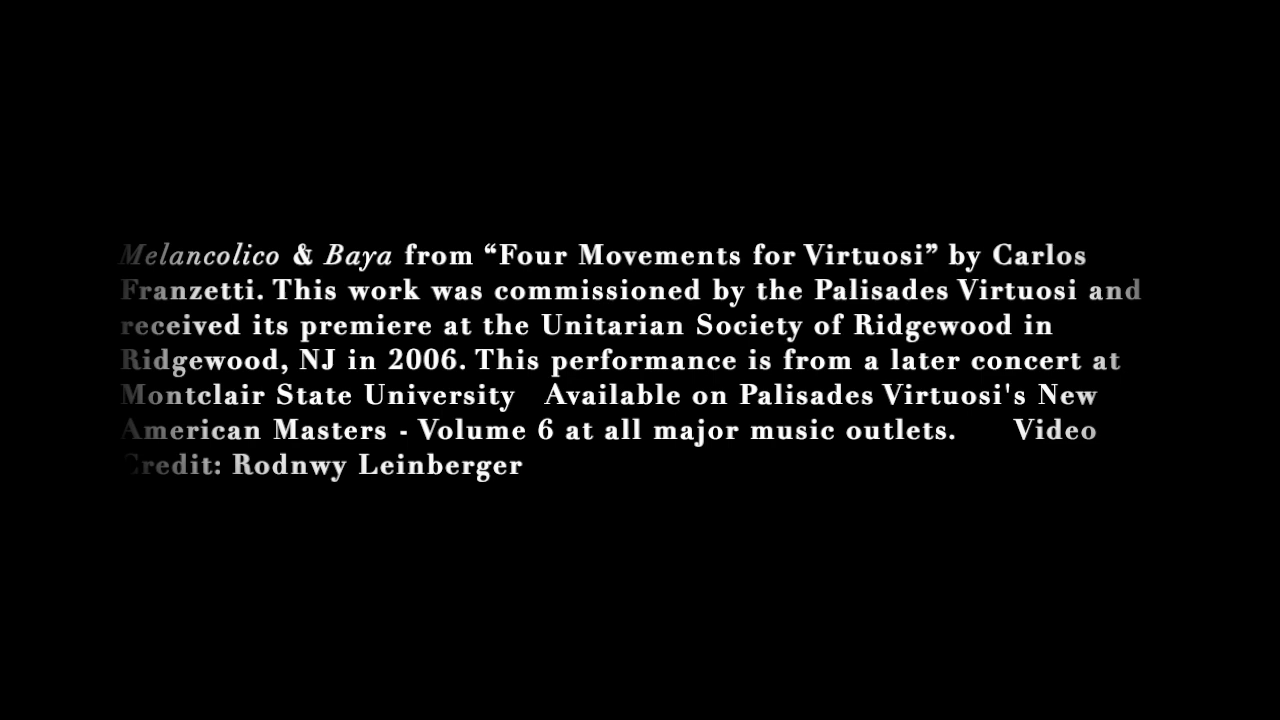 Melancolico & Baya from “Four Movements for Virtuosi” by Carlos
Franzetti. This work was commissioned by the Palisades Virtuosi and
received its premiere at the Unitarian Society of Ridgewood in
Ridgewood, NJ in 2006. This performance is from a later concert at
Montclair State University   Available on Palisades Virtuosi's New
American Masters - Volume 6 at all major music outlets.      Video
Credit: Rodnwy Leinberger